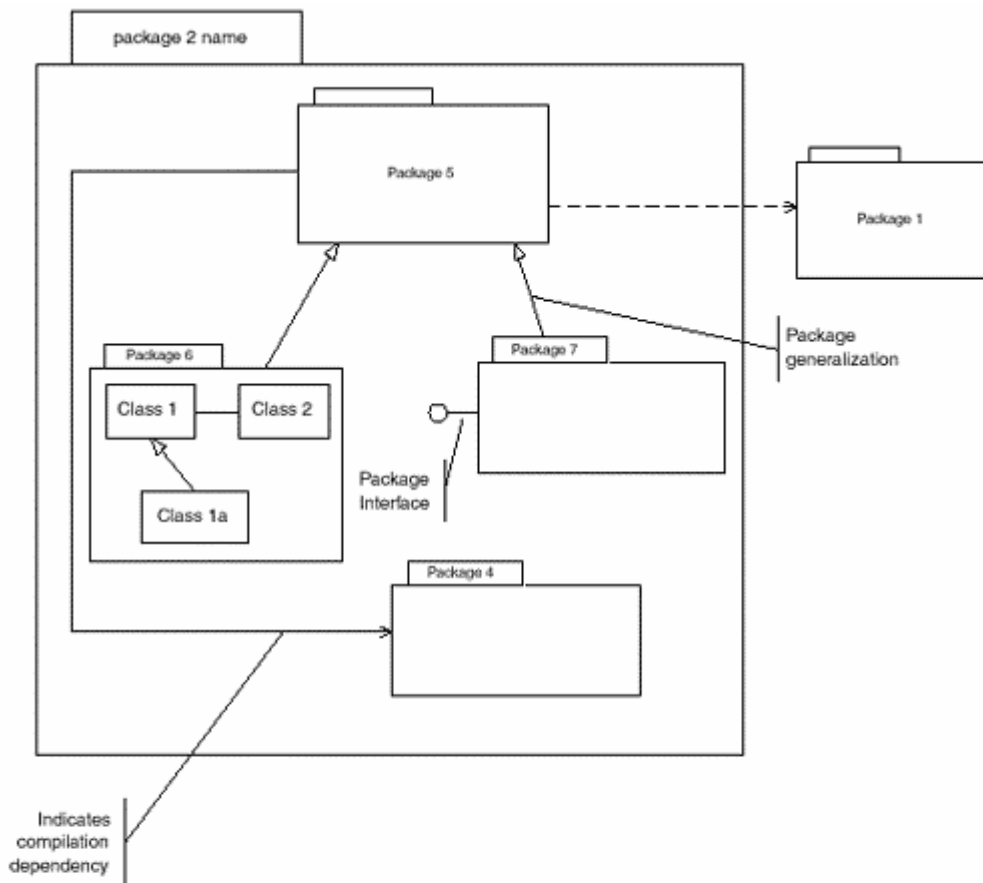 package 2 name
Package 5
Package 1
Package
generalization
Package 6
Package 7
Class 1
Class 2
Package
Interface
Class 1a
Package 4
Indicates
compilation
dependency